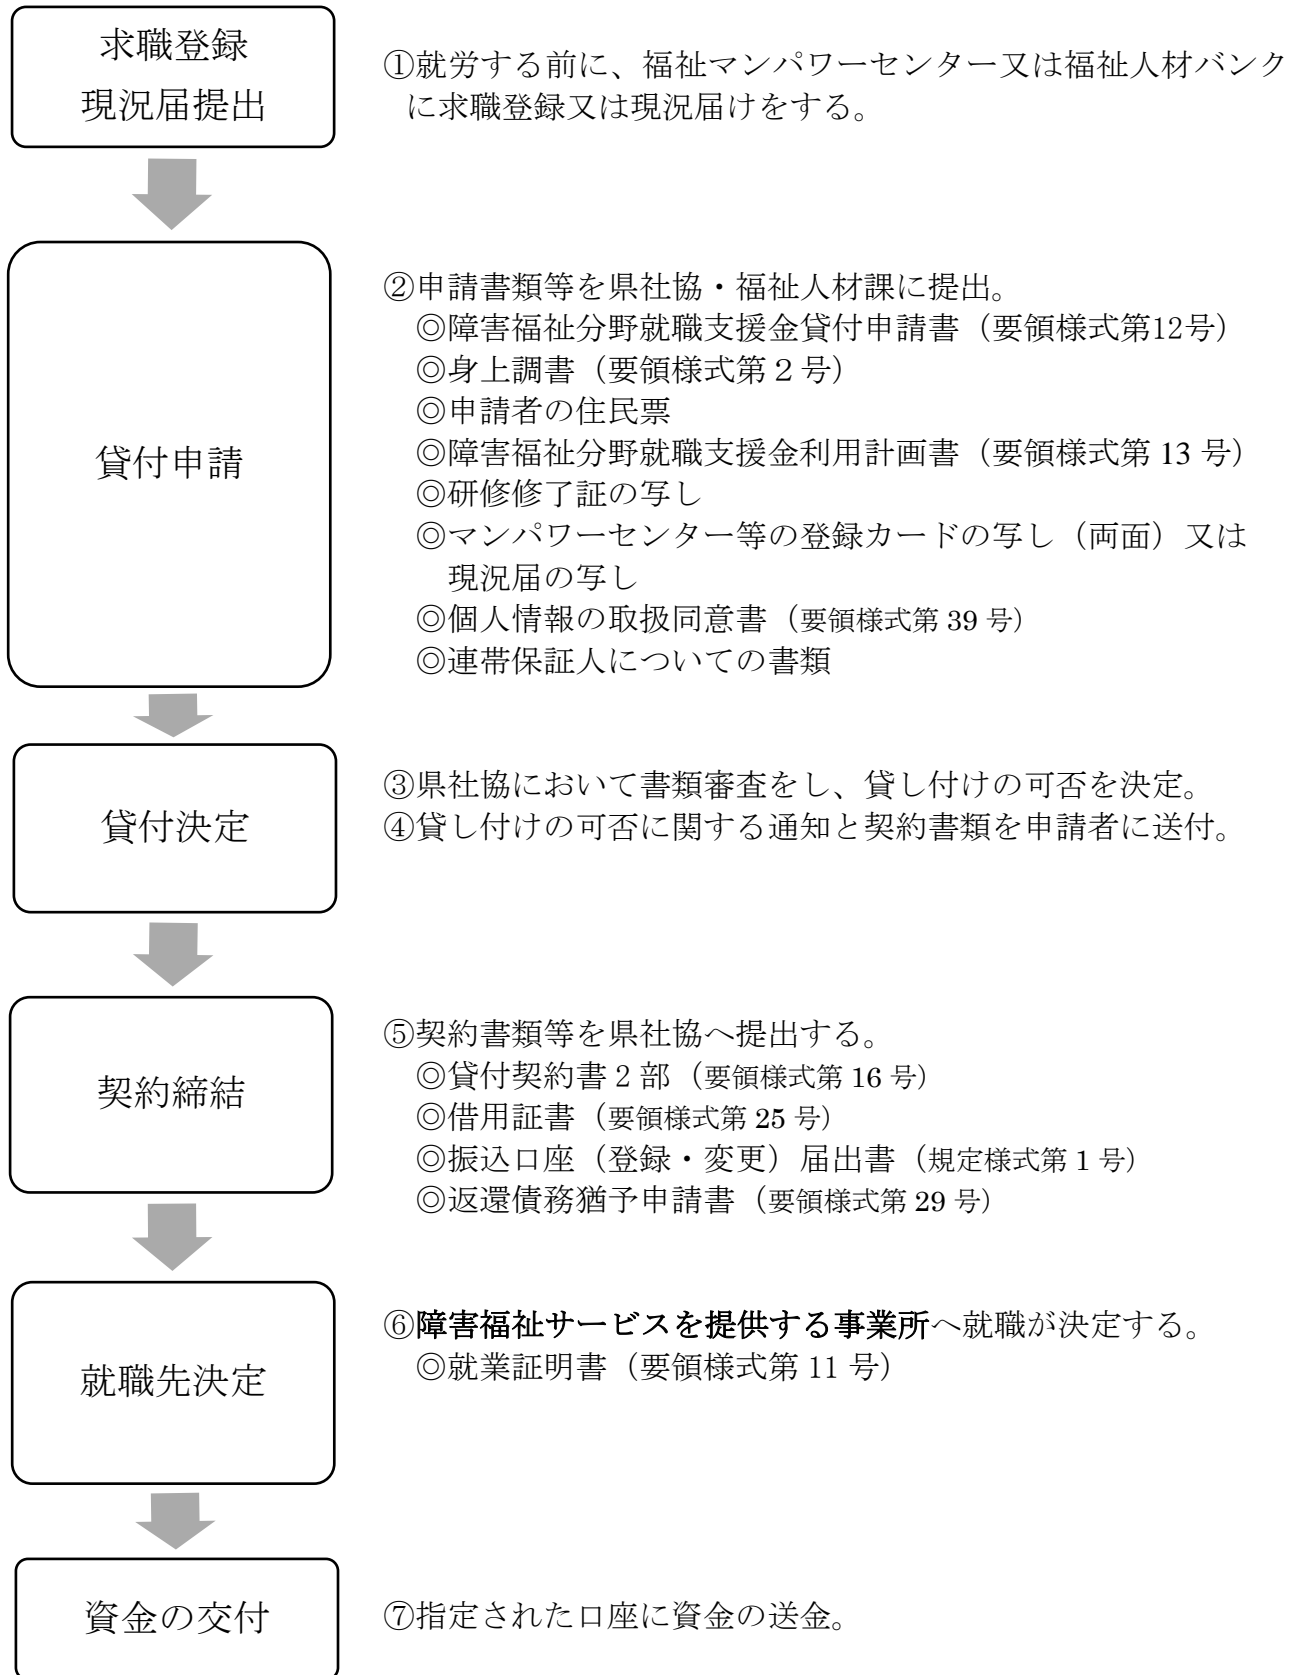 求職登録
現況届提出
①就労する前に、福祉マンパワーセンター又は福祉人材バンク
に求職登録又は現況届けをする。
貸付申請
②申請書類等を県社協・福祉人材課に提出。
◎障害福祉分野就職支援金貸付申請書（要領様式第12号）
◎身上調書（要領様式第２号）
◎申請者の住民票
◎障害福祉分野就職支援金利用計画書（要領様式第 13 号）
◎研修修了証の写し
◎マンパワーセンター等の登録カードの写し（両面）又は
現況届の写し
◎個人情報の取扱同意書（要領様式第 39 号）
◎連帯保証人についての書類
貸付決定
③県社協において書類審査をし、貸し付けの可否を決定。
④貸し付けの可否に関する通知と契約書類を申請者に送付。
契約締結
⑤契約書類等を県社協へ提出する。
◎貸付契約書２部（要領様式第 16 号）
◎借用証書（要領様式第 25 号）
◎振込口座（登録・変更）届出書（規定様式第 1 号）
◎返還債務猶予申請書（要領様式第 29 号）
就職先決定
⑥障害福祉サービスを提供する事業所へ就職が決定する。
◎就業証明書（要領様式第 11 号）
資金の交付
⑦指定された口座に資金の送金。